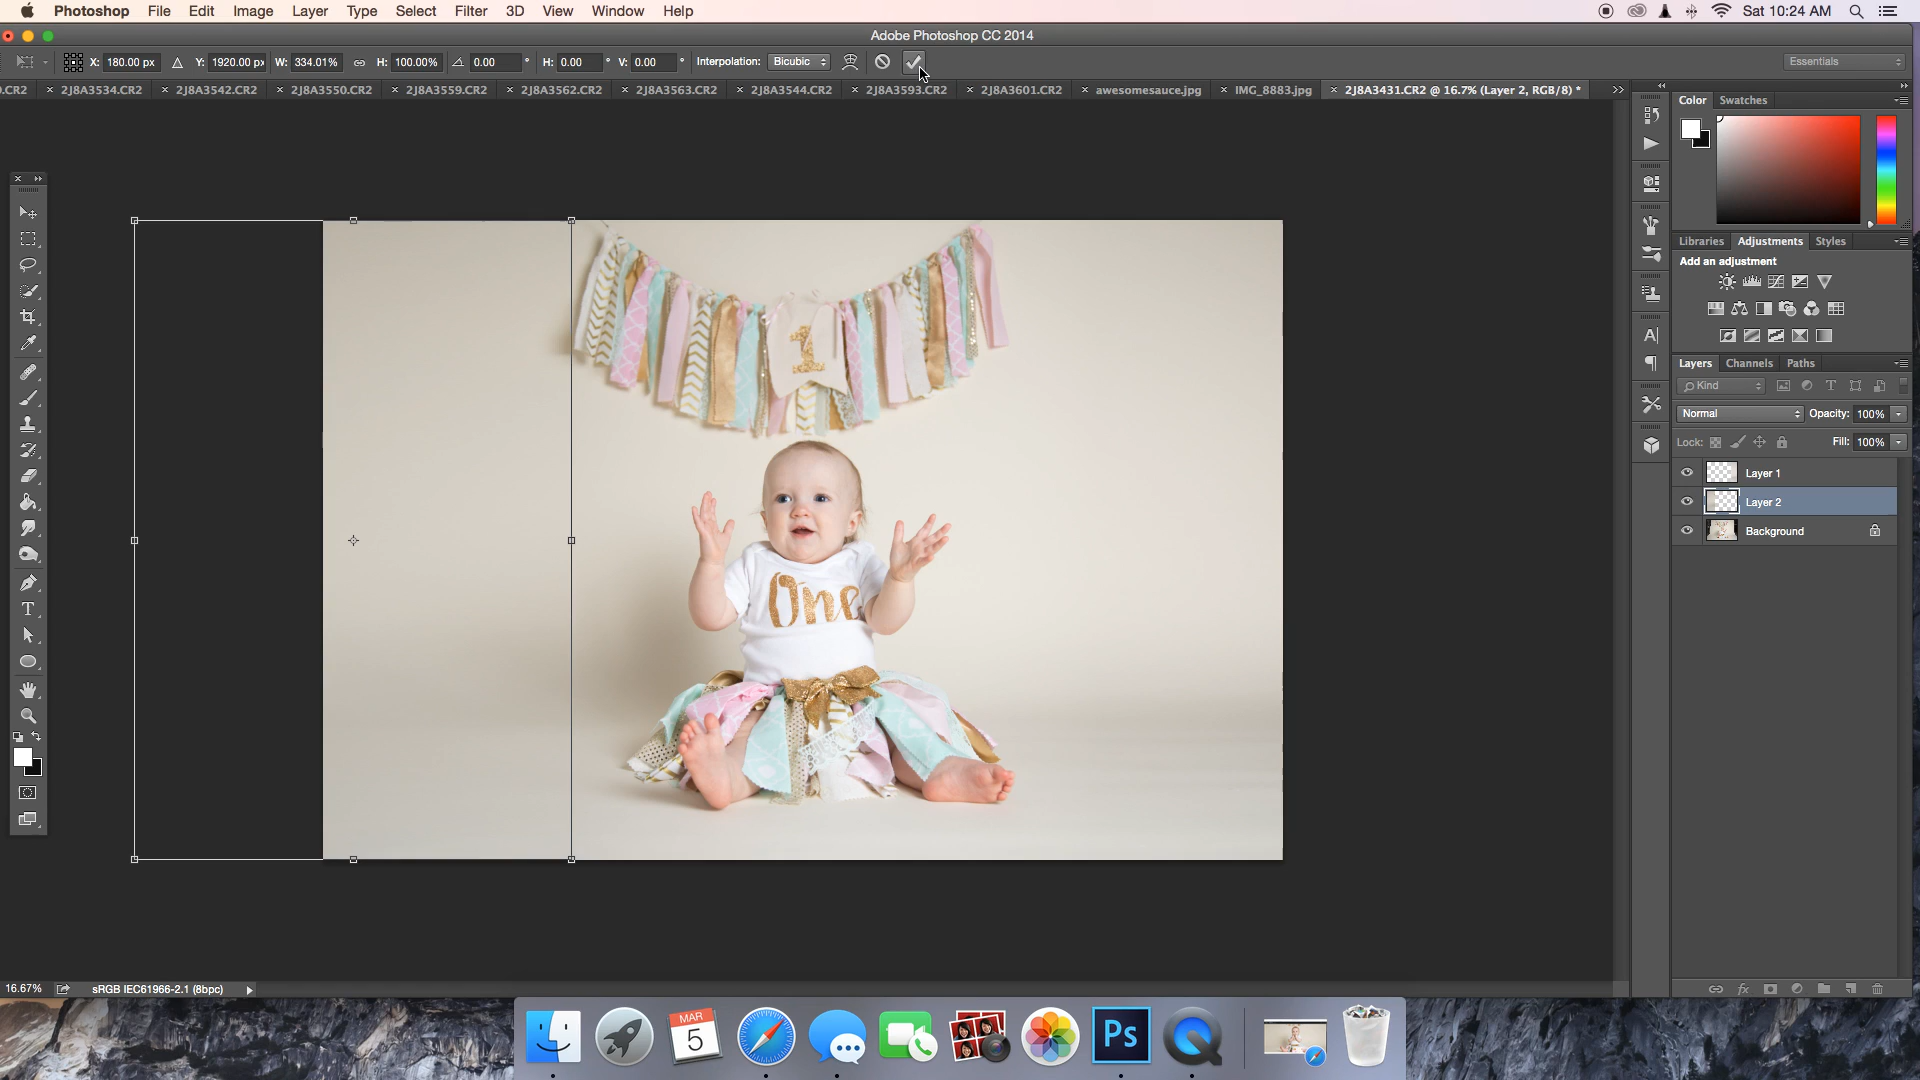 Photoshop File Edit Image Layer Type Select Filter 3D View Window Help Sat 10:24 AM
Adobe Photoshop CC 2014
X: 180.00 px Y: 1920.00 px W: 334.01% H: 100.00% 0.00 ° H: 0.00 ° V: 0.00 ° Interpolation: Bicubic Essentials
.CR2 × 2J8A3534.CR2 × 2J8A3542.CR2 × 2J8A3550.CR2 × 2J8A3559.CR2 × 2J8A3562.CR2 × 2J8A3563.CR2 × 2J8A3544.CR2 × 2J8A3593.CR2 × 2J8A3601.CR2 × awesomesauce.jpg × IMG_8883.jpg × 2J8A3431.CR2 @ 16.7% (Layer 2, RGB/8) *
Color Swatches
Libraries Adjustments Styles
Add an adjustment
Layers Channels Paths
Kind
Normal Opacity: 100%
Lock: Fill: 100%
Layer 1
Layer 2
Background
1
One
16.67% sRGB IEC61966-2.1 (8bpc)
MAR
5
Ps